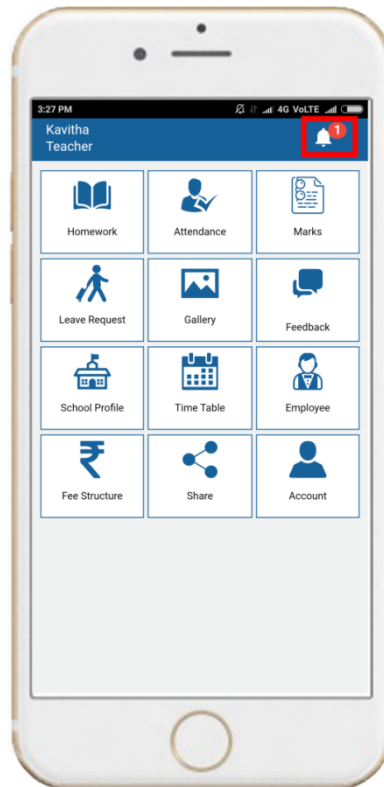 3:27 PM 4G VoLTE
Kavitha
Teacher
1
Homework Attendance Marks
Leave Request Gallery Feedback
School Profile Time Table Employee
Fee Structure Share Account